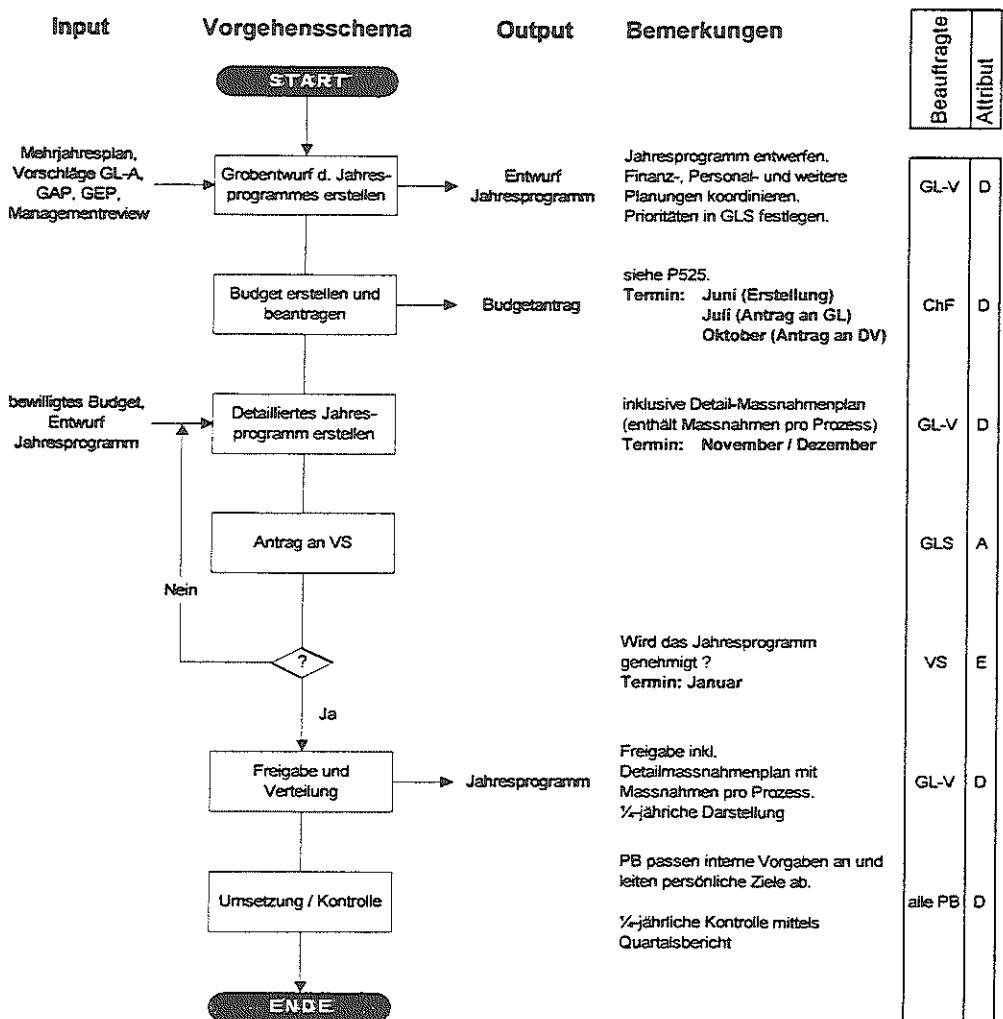 Input
Vorgehensschema
Output
Bemerkungen
Beauftragte
Attribut
START
Mehrjahresplan,
Vorschläge GL-A,
GAP, GEP,
Managementreview
Grobentwurf d. Jahres-
programmes erstellen
Entwurf
Jahresprogramm
Jahresprogramm entwerfen.
Finanz-, Personal- und weitere
Planungen koordinieren.
Prioritäten in GLS festlegen.
GL-V
D
Budget erstellen und
beantragen
Budgetantrag
siehe P525.
Termin: Juni (Erstellung)
Juli (Antrag an GL)
Oktober (Antrag an DV)
ChF
D
bewilligtes Budget,
Entwurf
Jahresprogramm
Detailliertes Jahres-
programm erstellen
inklusive Detail-Massnahmenplan
(enthält Massnahmen pro Prozess)
Termin: November / Dezember
GL-V
D
Antrag an VS
GLS
A
Nein
?
Wird das Jahresprogramm
genehmigt ?
Termin: Januar
VS
E
Ja
Freigabe und
Verteilung
Jahresprogramm
Freigabe inkl.
Detailmassnahmenplan mit
Massnahmen pro Prozess.
¼-jähriche Darstellung
GL-V
D
Umsetzung / Kontrolle
PB passen interne Vorgaben an und
leiten persönliche Ziele ab.
¼-jährliche Kontrolle mittels
Quartalsbericht
alle PB
D
ENDE